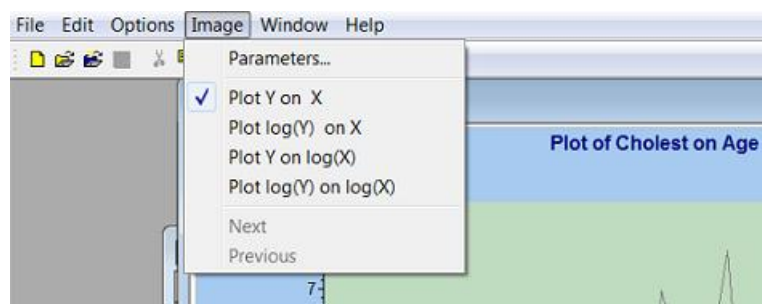 File Edit Options Image Window Help
Parameters...
Plot Y on X
Plot log(Y) on X
Plot Y on log(X)
Plot log(Y) on log(X)
Next
Previous
Plot of Cholest on Age
7